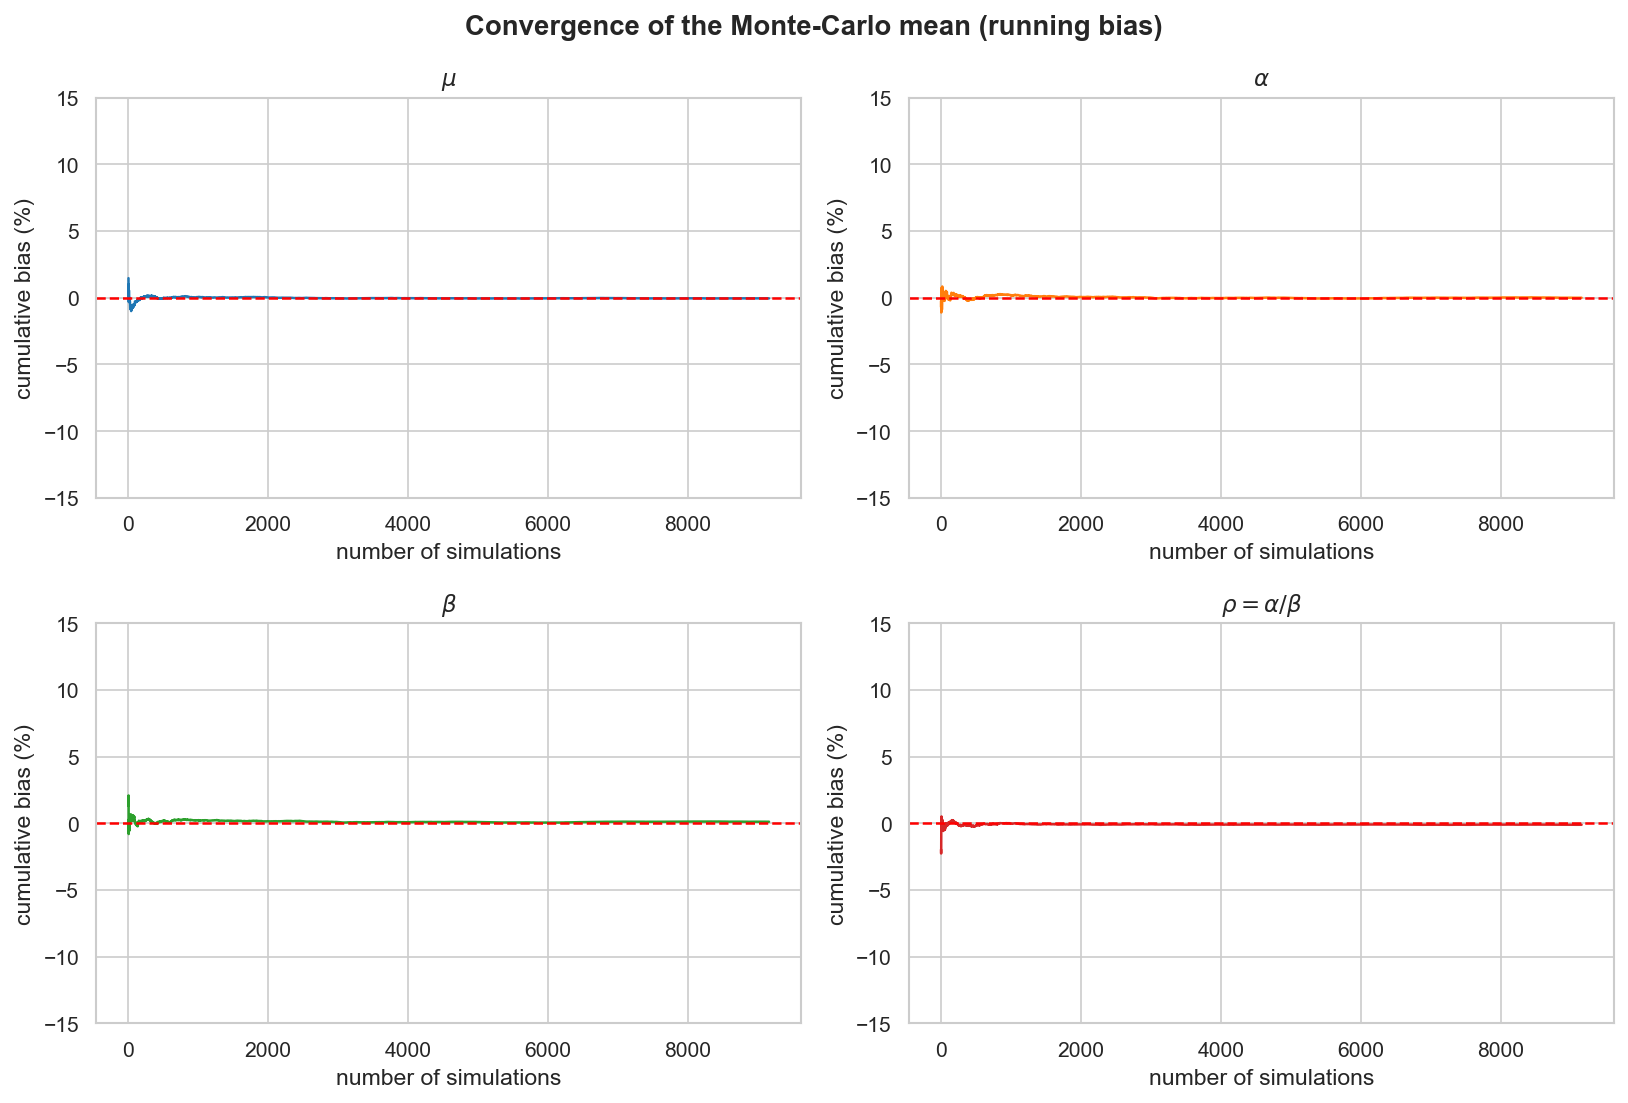 Convergence of the Monte-Carlo mean (running bias)
μ
15
10
5
0
−5
−10
−15
cumulative bias (%)
0 2000 4000 6000 8000
number of simulations
α
15
10
5
0
−5
−10
−15
cumulative bias (%)
0 2000 4000 6000 8000
number of simulations
β
15
10
5
0
−5
−10
−15
cumulative bias (%)
0 2000 4000 6000 8000
number of simulations
ρ = α/β
15
10
5
0
−5
−10
−15
cumulative bias (%)
0 2000 4000 6000 8000
number of simulations